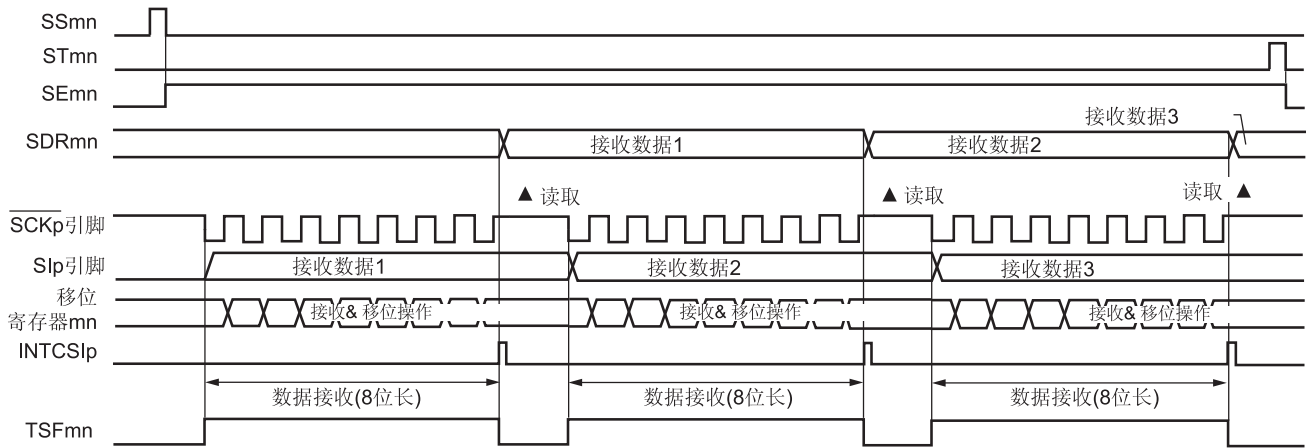 SSmn
STmn
SEmn
接收数据3
SDRmn
接收数据1
接收数据2
▲ 读取
▲ 读取
读取 ▲
SCKp引脚
SIp引脚
接收数据1
接收数据2
接收数据3
移位
寄存器mn
接收& 移位操作
接收& 移位操作
接收& 移位操作
INTCSIp
数据接收(8位长)
数据接收(8位长)
数据接收(8位长)
TSFmn